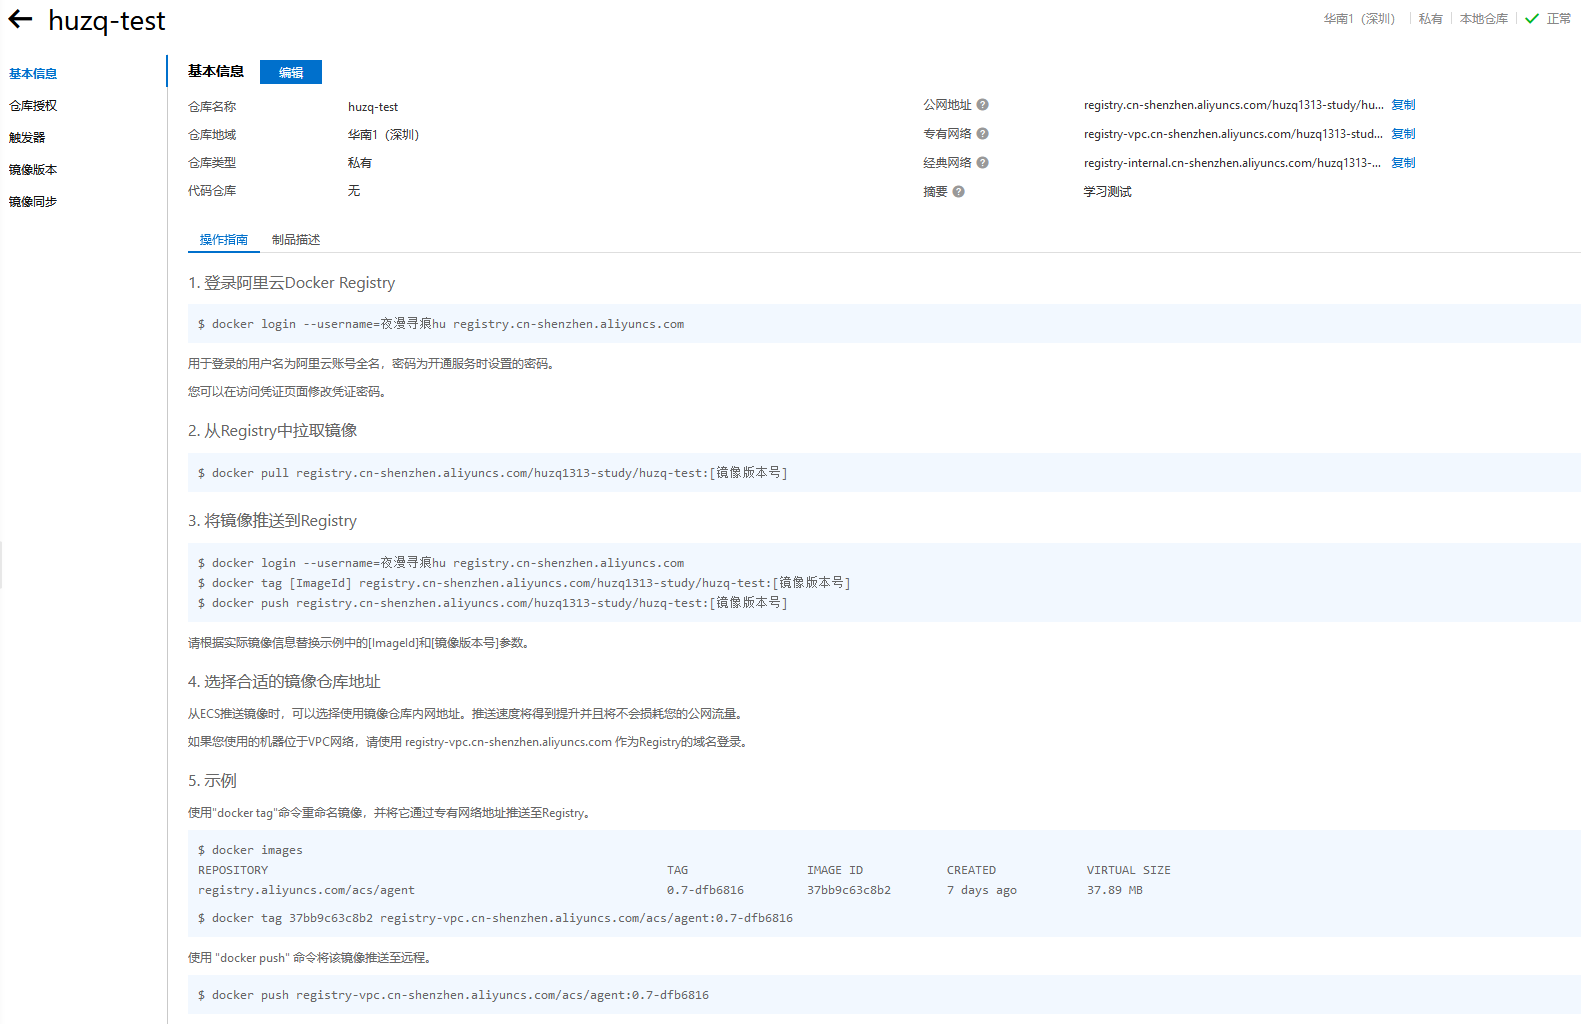 huzq-test
华南1（深圳） 私有 本地仓库 正常
基本信息
仓库授权
触发器
镜像版本
镜像同步
基本信息 编辑
仓库名称 huzq-test
仓库地域 华南1（深圳）
仓库类型 私有
代码仓库 无
公网地址 registry.cn-shenzhen.aliyuncs.com/huzq1313-study/hu... 复制
专有网络 registry-vpc.cn-shenzhen.aliyuncs.com/huzq1313-stud... 复制
经典网络 registry-internal.cn-shenzhen.aliyuncs.com/huzq1313-... 复制
摘要 学习测试
操作指南 制品描述
1. 登录阿里云Docker Registry
$ docker login --username=夜漫寻痕hu registry.cn-shenzhen.aliyuncs.com
用于登录的用户名为阿里云账号全名，密码为开通服务时设置的密码。
您可以在访问凭证页面修改凭证密码。
2. 从Registry中拉取镜像
$ docker pull registry.cn-shenzhen.aliyuncs.com/huzq1313-study/huzq-test:[镜像版本号]
3. 将镜像推送到Registry
$ docker login --username=夜漫寻痕hu registry.cn-shenzhen.aliyuncs.com
$ docker tag [ImageId] registry.cn-shenzhen.aliyuncs.com/huzq1313-study/huzq-test:[镜像版本号]
$ docker push registry.cn-shenzhen.aliyuncs.com/huzq1313-study/huzq-test:[镜像版本号]
请根据实际镜像信息替换示例中的[ImageId]和[镜像版本号]参数。
4. 选择合适的镜像仓库地址
从ECS推送镜像时，可以选择使用镜像仓库内网地址。推送速度将得到提升并且将不会损耗您的公网流量。
如果您使用的机器位于VPC网络，请使用 registry-vpc.cn-shenzhen.aliyuncs.com 作为Registry的域名登录。
5. 示例
使用"docker tag"命令重命名镜像，并将它通过专有网络地址推送至Registry。
$ docker images
REPOSITORY TAG IMAGE ID CREATED VIRTUAL SIZE
registry.aliyuncs.com/acs/agent 0.7-dfb6816 37bb9c63c8b2 7 days ago 37.89 MB
$ docker tag 37bb9c63c8b2 registry-vpc.cn-shenzhen.aliyuncs.com/acs/agent:0.7-dfb6816
使用 "docker push" 命令将该镜像推送至远程。
$ docker push registry-vpc.cn-shenzhen.aliyuncs.com/acs/agent:0.7-dfb6816